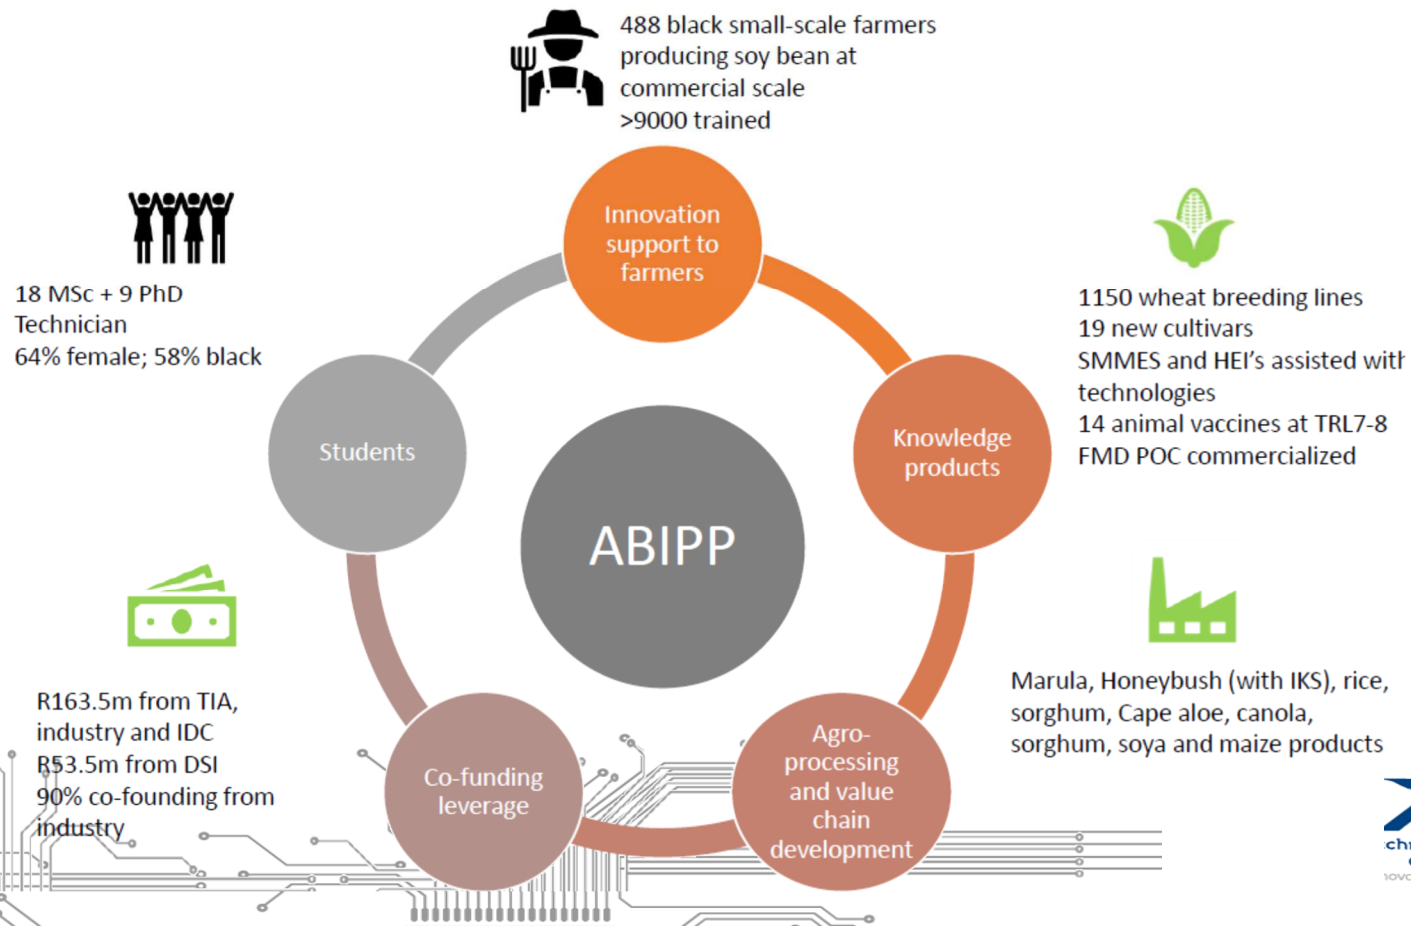 488 black small-scale farmers
producing soy bean at
commercial scale
>9000 trained
Innovation
support to
farmers
18 MSc + 9 PhD
Technician
64% female; 58% black
1150 wheat breeding lines
19 new cultivars
SMMES and HEI's assisted with
technologies
14 animal vaccines at TRL7-8
FMD POC commercialized
Students
Knowledge
products
ABIPP
R163.5m from TIA,
industry and IDC
R53.5m from DSI
90% co-founding from
industry
Co-funding
leverage
Agro-
processing
and value
chain
development
Marula, Honeybush (with IKS), rice,
sorghum, Cape aloe, canola,
sorghum, soya and maize products